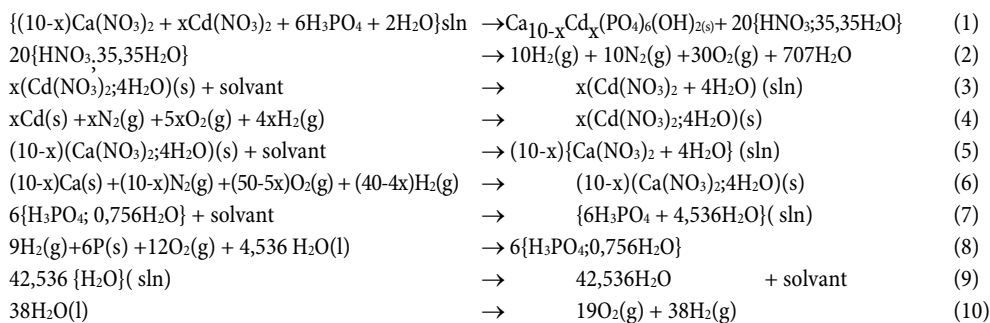 {(10-x)Ca(NO₃)₂ + xCd(NO₃)₂ + 6H₃PO₄ + 2H₂O}sln →Ca₁₀₋ₓCdₓ(PO₄)₆(OH)₂₍ₛ₎ + 20{HNO₃;35,35H₂O} (1)
20{HNO₃;35,35H₂O} → 10H₂(g) + 10N₂(g) +30O₂(g) + 707H₂O (2)
x(Cd(NO₃)₂;4H₂O)(s) + solvant → x(Cd(NO₃)₂ + 4H₂O) (sln) (3)
xCd(s) +xN₂(g) +5xO₂(g) + 4xH₂(g) → x(Cd(NO₃)₂;4H₂O)(s) (4)
(10-x)(Ca(NO₃)₂;4H₂O)(s) + solvant → (10-x){Ca(NO₃)₂ + 4H₂O} (sln) (5)
(10-x)Ca(s) +(10-x)N₂(g) +(50-5x)O₂(g) + (40-4x)H₂(g) → (10-x)(Ca(NO₃)₂;4H₂O)(s) (6)
6{H₃PO₄; 0,756H₂O} + solvant → {6H₃PO₄ + 4,536H₂O}( sln) (7)
9H₂(g)+6P(s) +12O₂(g) + 4,536 H₂O(l) → 6{H₃PO₄;0,756H₂O} (8)
42,536 {H₂O}( sln) → 42,536H₂O + solvant (9)
38H₂O(l) → 19O₂(g) + 38H₂(g) (10)